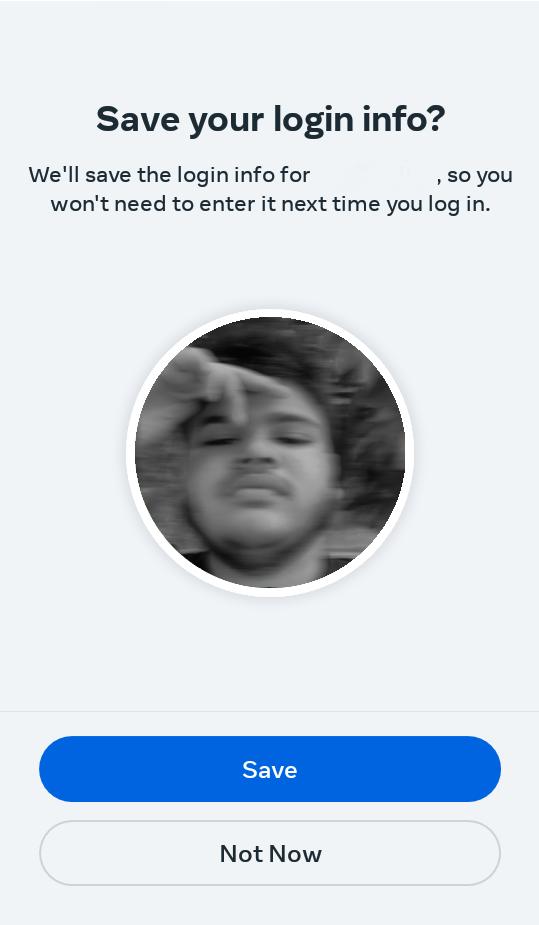 Save your login info?
We'll save the login info for , so you
won't need to enter it next time you log in.
Save
Not Now